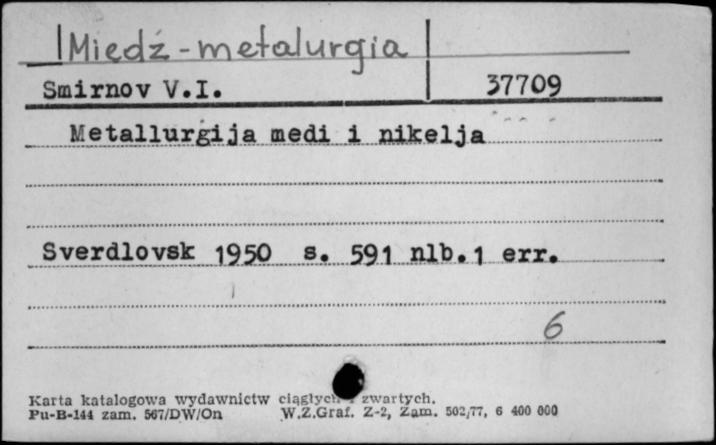 Miedź - metalurgia
Smirnov V.I. 37709
Metallurgija medi i nikelja
Sverdlovsk 1950 s. 591 nlb.1 err.
6
Karta katalogowa wydawnictw ciągłych i zwartych.
Pu-B-144 zam. 567/DW/On W.Z.Graf. Z-2, Zam. 502/77, 6 400 000